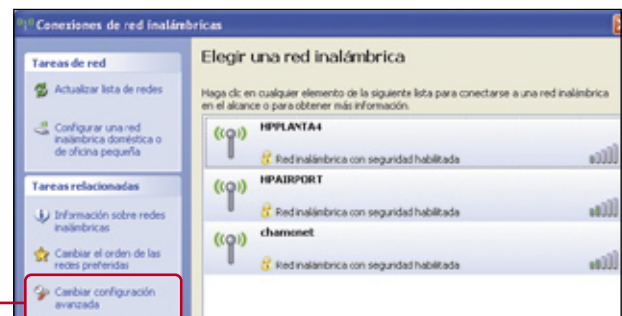 Conexiones de red inalámbricas
Tareas de red
Actualizar lista de redes
Configurar una red
inalámbrica doméstica o
de oficina pequeña
Tareas relacionadas
Información sobre redes
inalámbricas
Cambiar el orden de las
redes preferidas
Cambiar configuración
avanzada
Elegir una red inalámbrica
Haga clic en cualquier elemento de la siguiente lista para conectarse a una red inalámbrica
en el alcance o para obtener más información.
HPPLANTA4
Red inalámbrica con seguridad habilitada
HPAIRPORT
Red inalámbrica con seguridad habilitada
chamonet
Red inalámbrica con seguridad habilitada